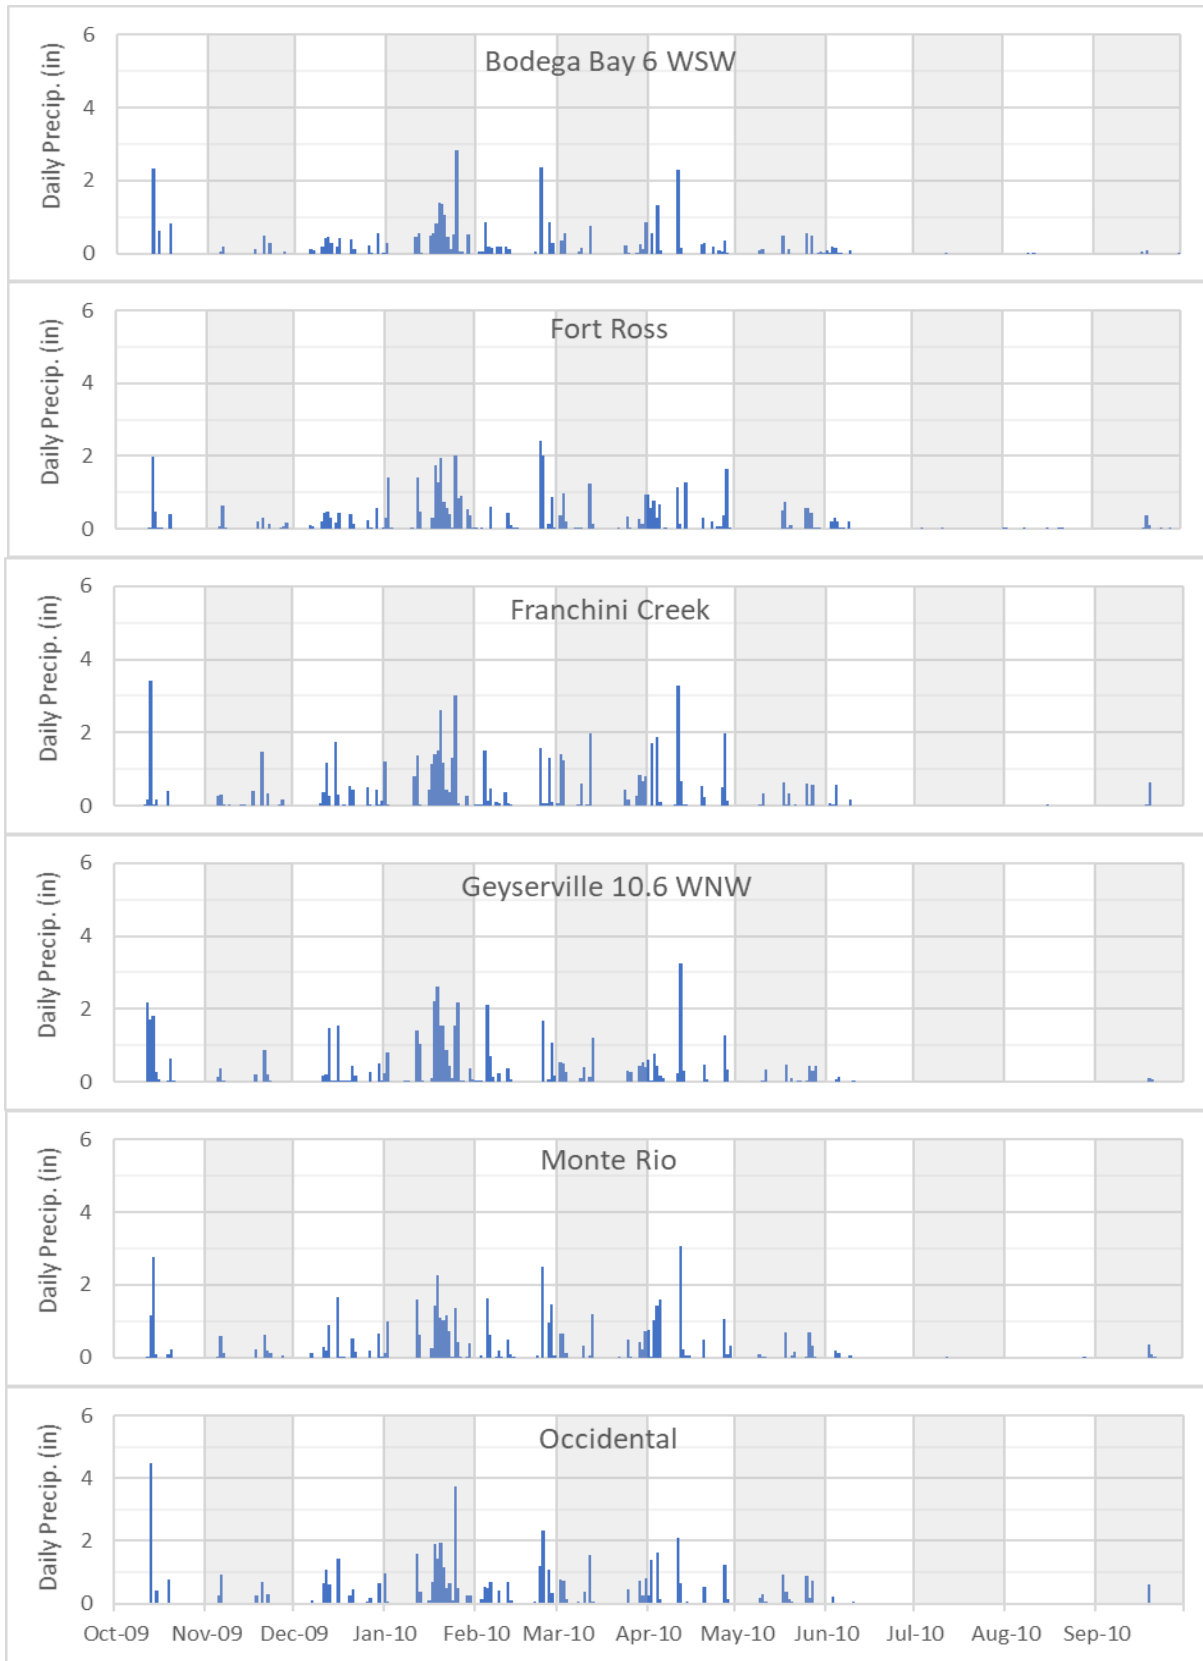 Bodega Bay 6 WSW
Daily Precip. (in)
6
4
2
0
Fort Ross
Daily Precip. (in)
6
4
2
0
Franchini Creek
Daily Precip. (in)
6
4
2
0
Geyserville 10.6 WNW
Daily Precip. (in)
6
4
2
0
Monte Rio
Daily Precip. (in)
6
4
2
0
Occidental
Daily Precip. (in)
6
4
2
0
Oct-09 Nov-09 Dec-09 Jan-10 Feb-10 Mar-10 Apr-10 May-10 Jun-10 Jul-10 Aug-10 Sep-10